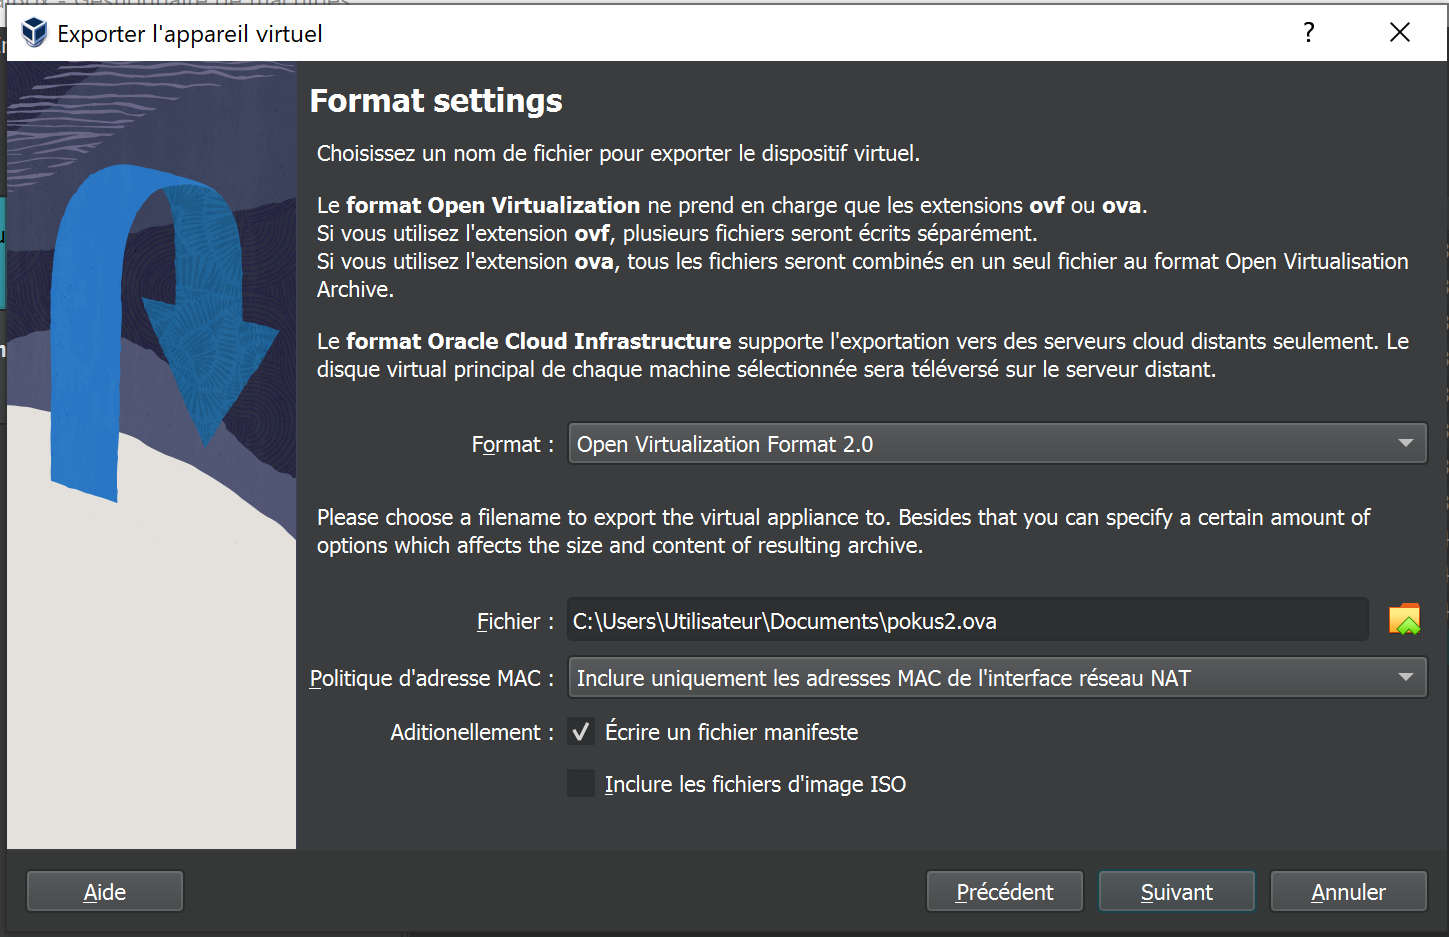 Exporter l'appareil virtuel
?
Format settings
Choisissez un nom de fichier pour exporter le dispositif virtuel.
Le format Open Virtualization ne prend en charge que les extensions ovf ou ova.
Si vous utilisez l'extension ovf, plusieurs fichiers seront écrits séparément.
Si vous utilisez l'extension ova, tous les fichiers seront combinés en un seul fichier au format Open Virtualisation
Archive.
Le format Oracle Cloud Infrastructure supporte l'exportation vers des serveurs cloud distants seulement. Le
disque virtual principal de chaque machine sélectionnée sera téléversé sur le serveur distant.
Format : Open Virtualization Format 2.0
Please choose a filename to export the virtual appliance to. Besides that you can specify a certain amount of
options which affects the size and content of resulting archive.
Fichier : C:\Users\Utilisateur\Documents\pokus2.ova
Politique d'adresse MAC : Inclure uniquement les adresses MAC de l'interface réseau NAT
Aditionellement : Écrire un fichier manifeste
Inclure les fichiers d'image ISO
Aide Précédent Suivant Annuler